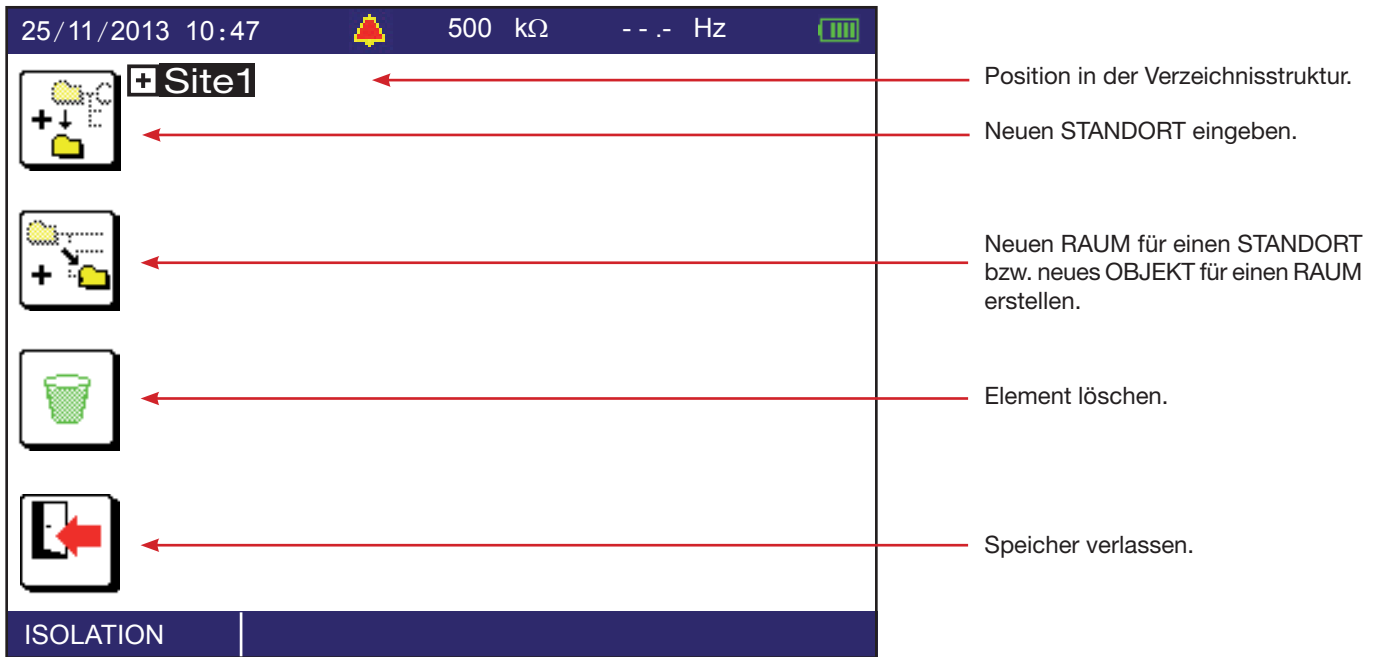 25/11/2013 10:47 500 kΩ - - .- Hz
+ Site1
Position in der Verzeichnisstruktur.
Neuen STANDORT eingeben.
Neuen RAUM für einen STANDORT
bzw. neues OBJEKT für einen RAUM
erstellen.
Element löschen.
Speicher verlassen.
ISOLATION